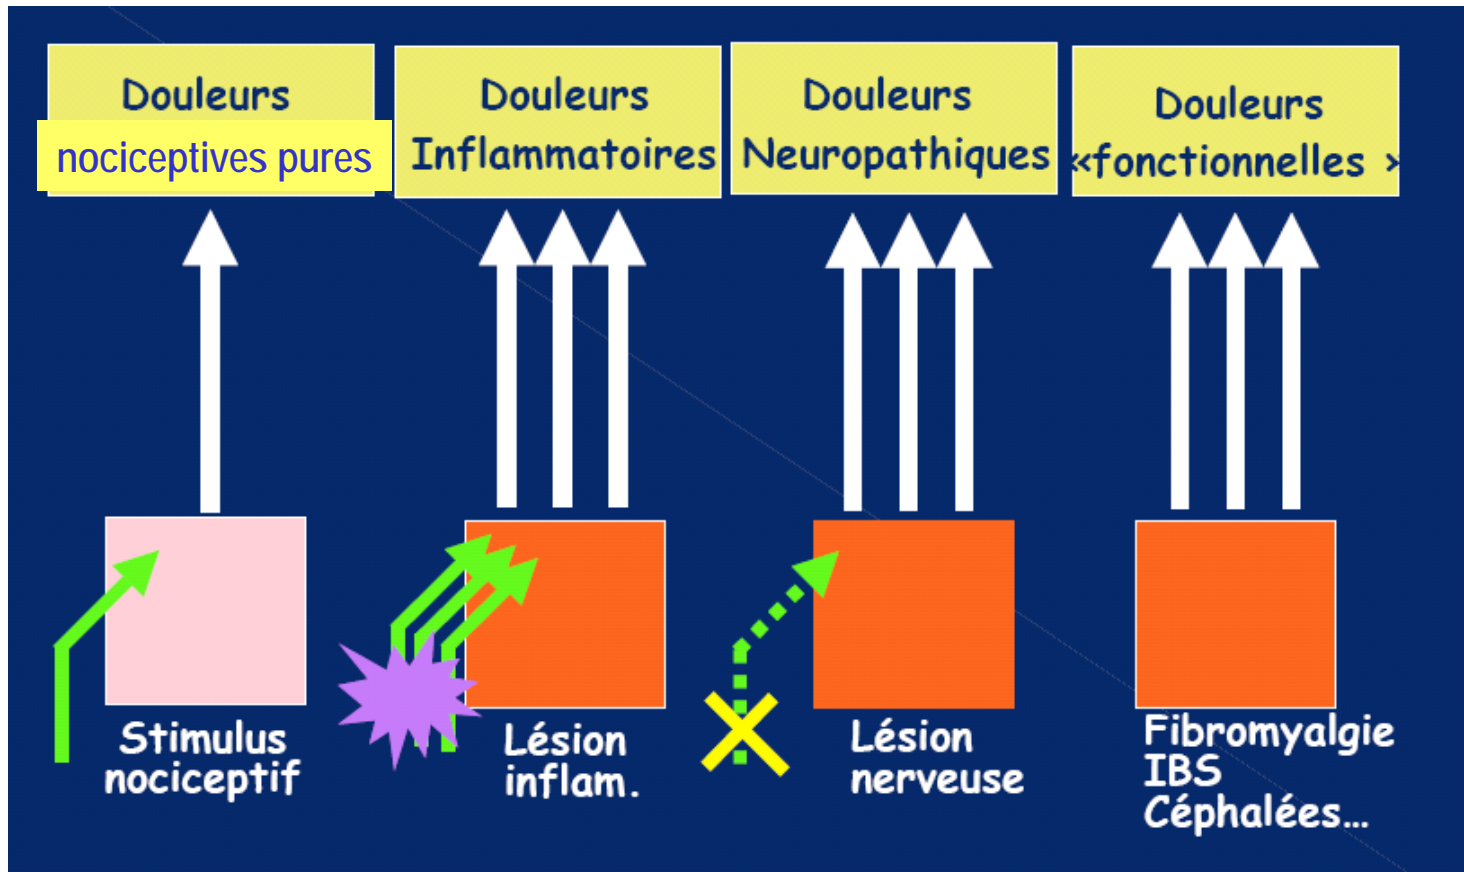 Douleurs
nociceptives pures
Douleurs
Inflammatoires
Douleurs
Neuropathiques
Douleurs
«fonctionnelles »
Stimulus
nociceptif
Lésion
inflam.
Lésion
nerveuse
Fibromyalgie
IBS
Céphalées...